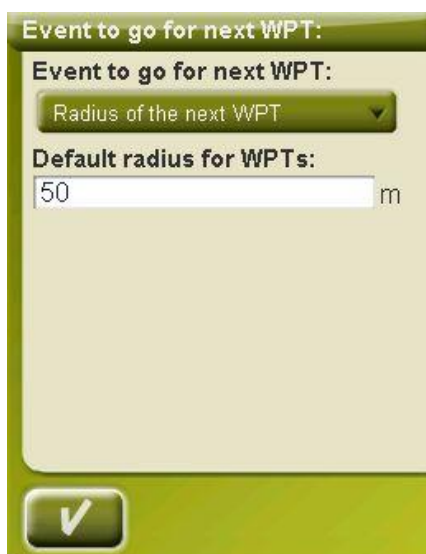 Event to go for next WPT:
Event to go for next WPT:
Radius of the next WPT
Default radius for WPTs:
50 m